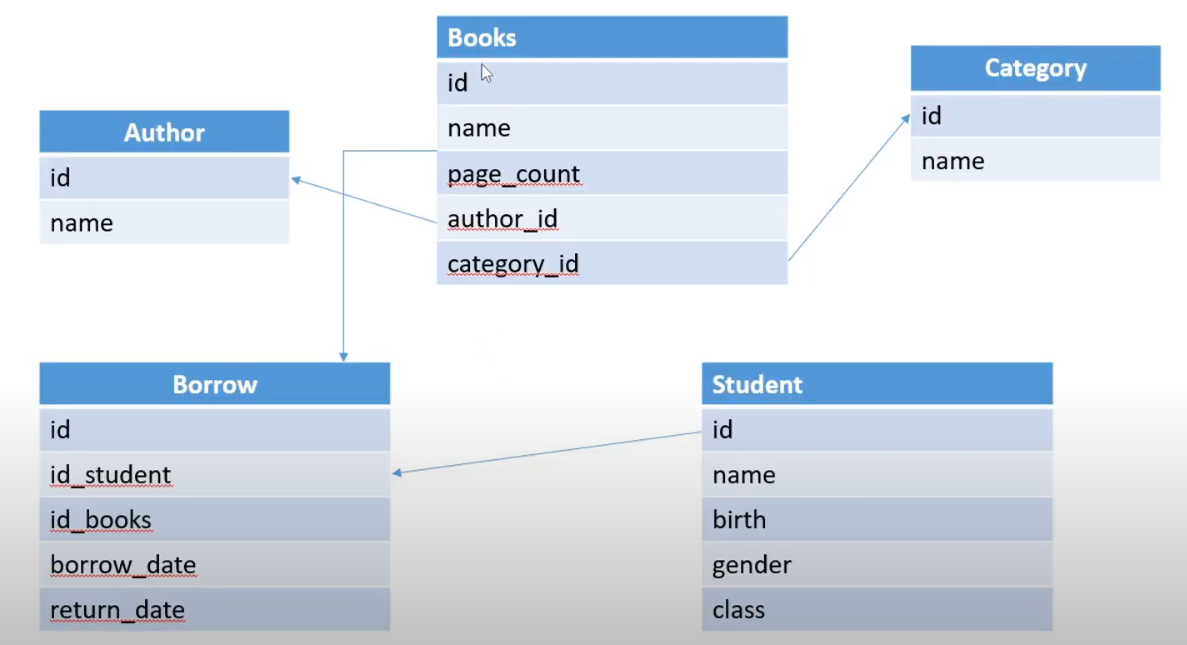 Books
id
name
page_count
author_id
category_id
Category
id
name
Author
id
name
Borrow
id
id_student
id_books
borrow_date
return_date
Student
id
name
birth
gender
class